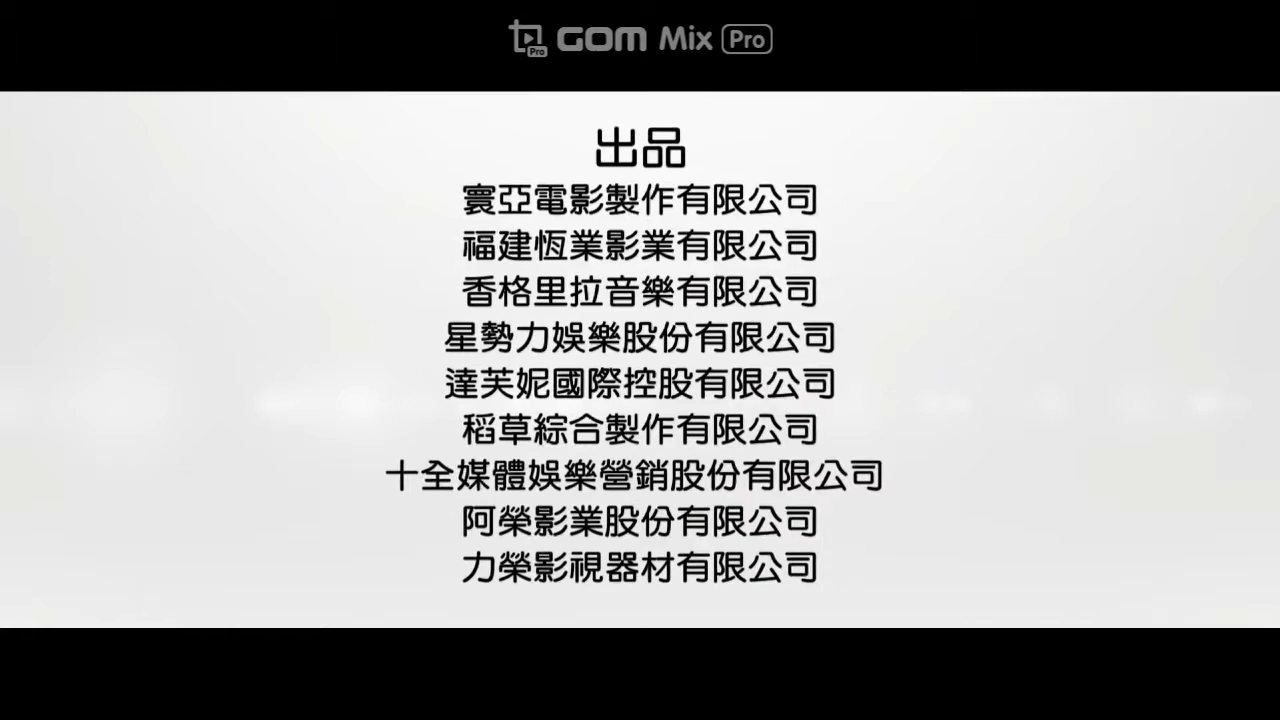 GOM Mix Pro
出品
寰亞電影製作有限公司
福建恆業影業有限公司
香格里拉音樂有限公司
星勢力娛樂股份有限公司
達芙妮國際控股有限公司
稻草綜合製作有限公司
十全媒體娛樂營銷股份有限公司
阿榮影業股份有限公司
力榮影視器材有限公司